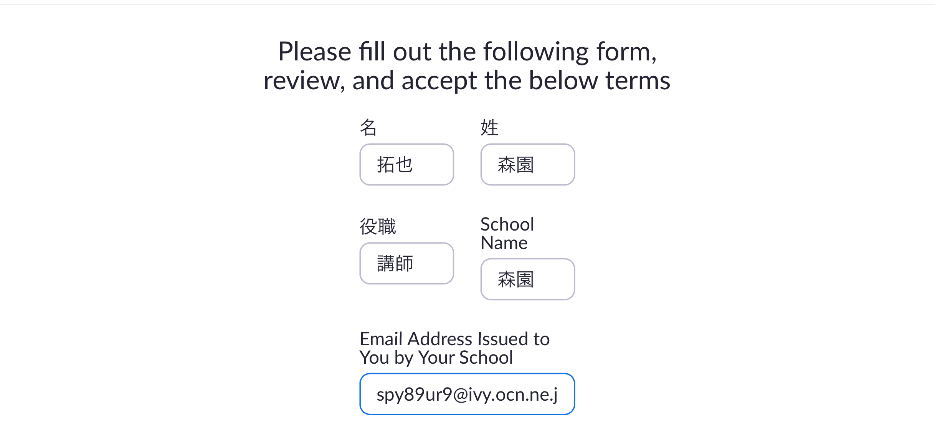 Please fill out the following form,
review, and accept the below terms
名
姓
拓也
森園
役職
School
Name
講師
森園
Email Address Issued to
You by Your School
spy89ur9@ivy.ocn.ne.j